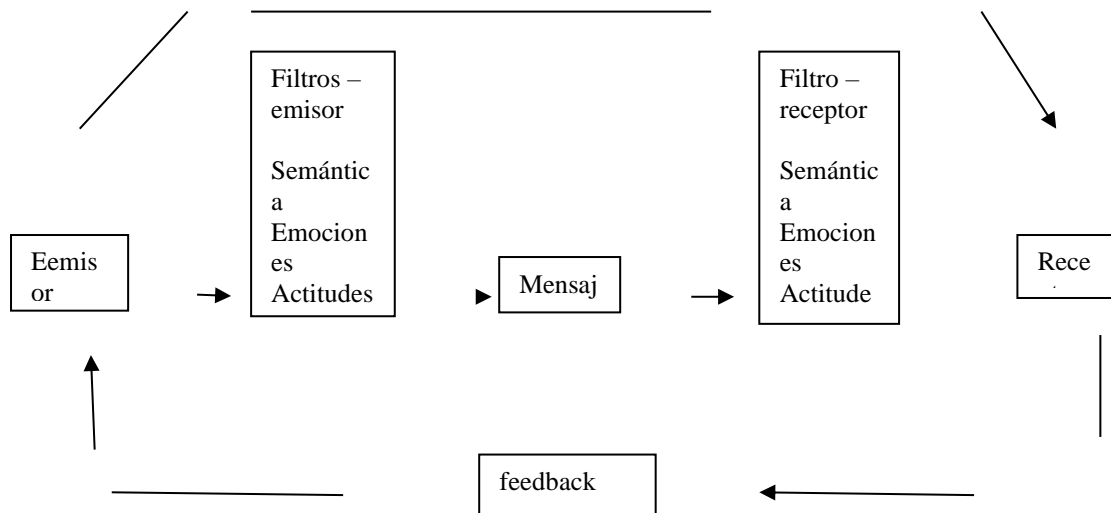 Filtros –
emisor
Semántic
a
Emocion
es
Actitudes
Filtro –
receptor
Semántic
a
Emocion
es
Actitude
Eemis
or
Mensaj
Rece
feedback